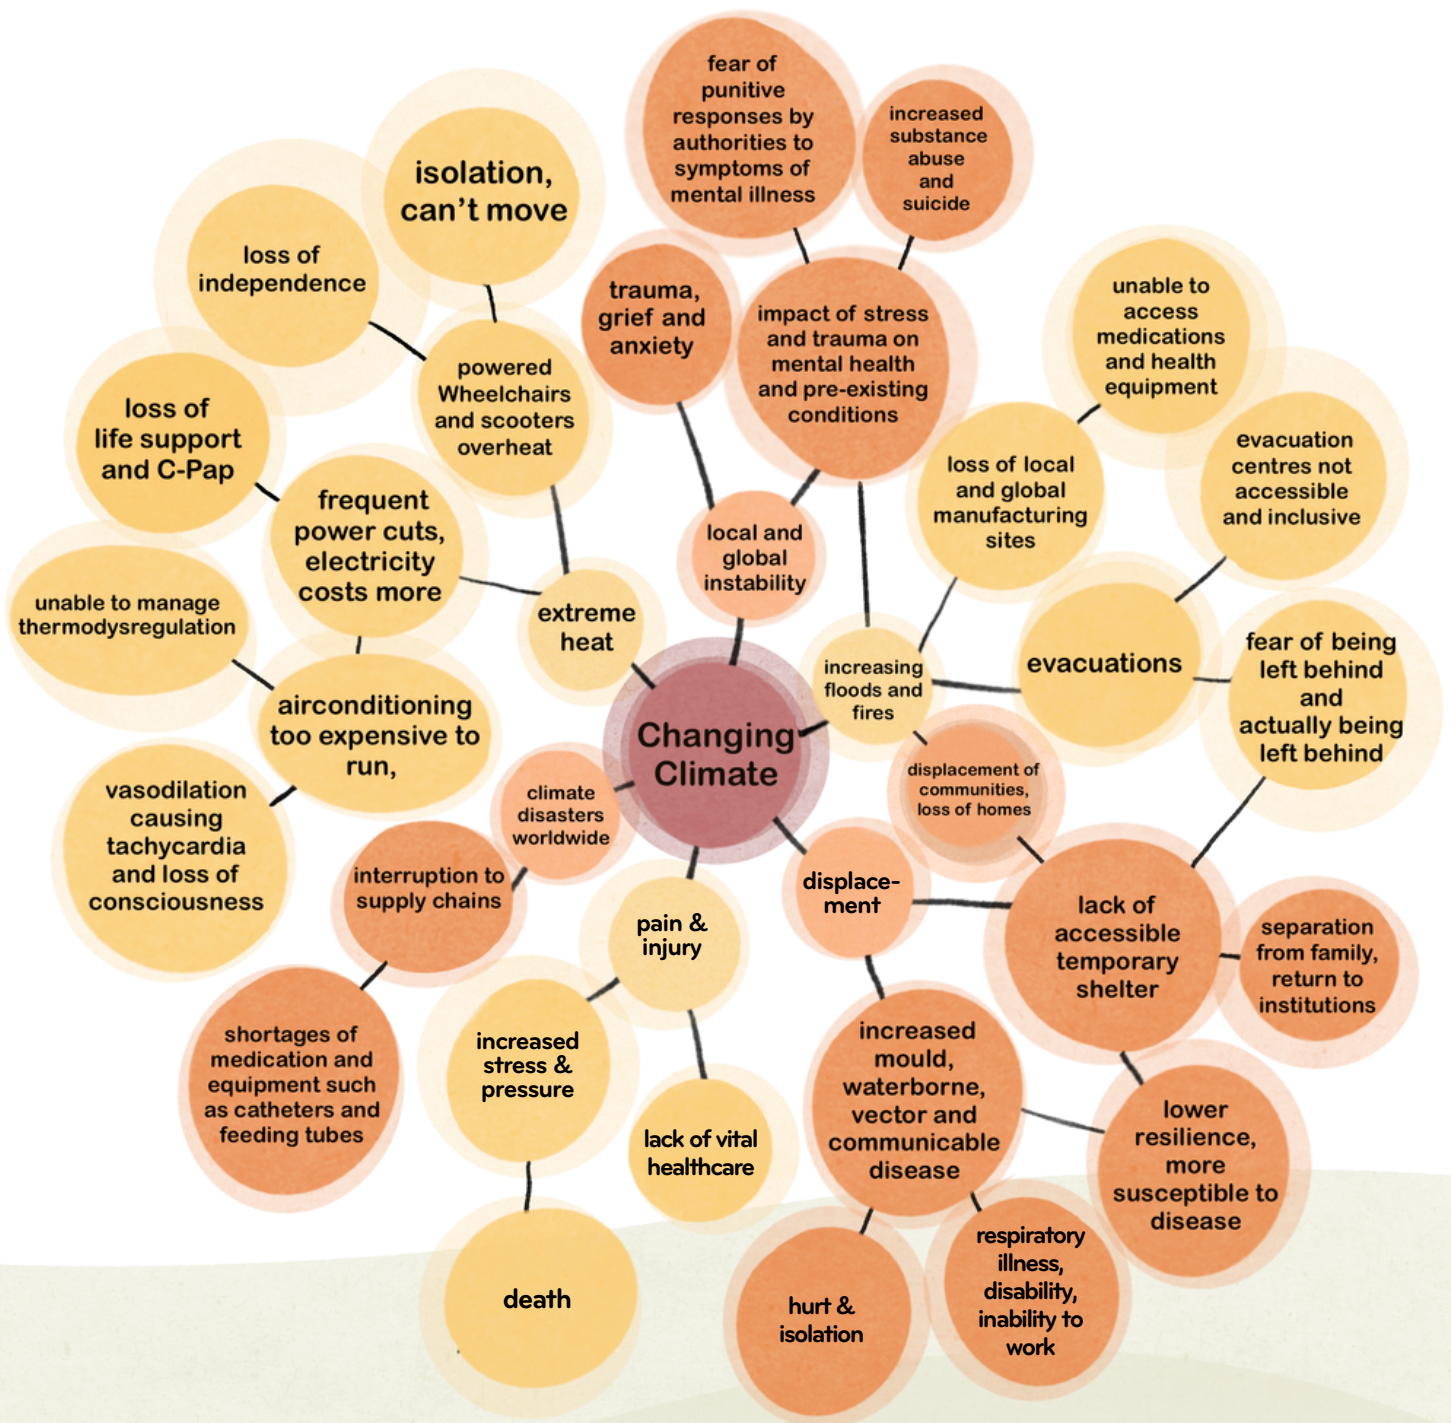 fear of
punitive
responses by
authorities to
symptoms of
mental illness
increased
substance
abuse
and
suicide
isolation,
can't move
loss of
independence
trauma,
grief and
anxiety
impact of stress
and trauma on
mental health
and pre-existing
conditions
unable to
access
medications
and health
equipment
powered
Wheelchairs
and scooters
overheat
loss of
life support
and C-Pap
evacuation
centres not
accessible
and inclusive
loss of local
and global
manufacturing
sites
frequent
power cuts,
electricity
costs more
local and
global
instability
unable to manage
thermodysregulation
extreme
heat
increasing
floods and
fires
evacuations
fear of being
left behind
and
actually being
left behind
airconditioning
too expensive to
run,
Changing
Climate
displacement of
communities,
loss of homes
vasodilation
causing
tachycardia
and loss of
consciousness
climate
disasters
worldwide
interruption to
supply chains
displace-
ment
pain &
injury
lack of
accessible
temporary
shelter
separation
from family,
return to
institutions
shortages of
medication and
equipment such
as catheters and
feeding tubes
increased
stress &
pressure
increased
mould,
waterborne,
vector and
communicable
disease
lower
resilience,
more
susceptible to
disease
lack of vital
healthcare
death
hurt &
isolation
respiratory
illness,
disability,
inability to
work